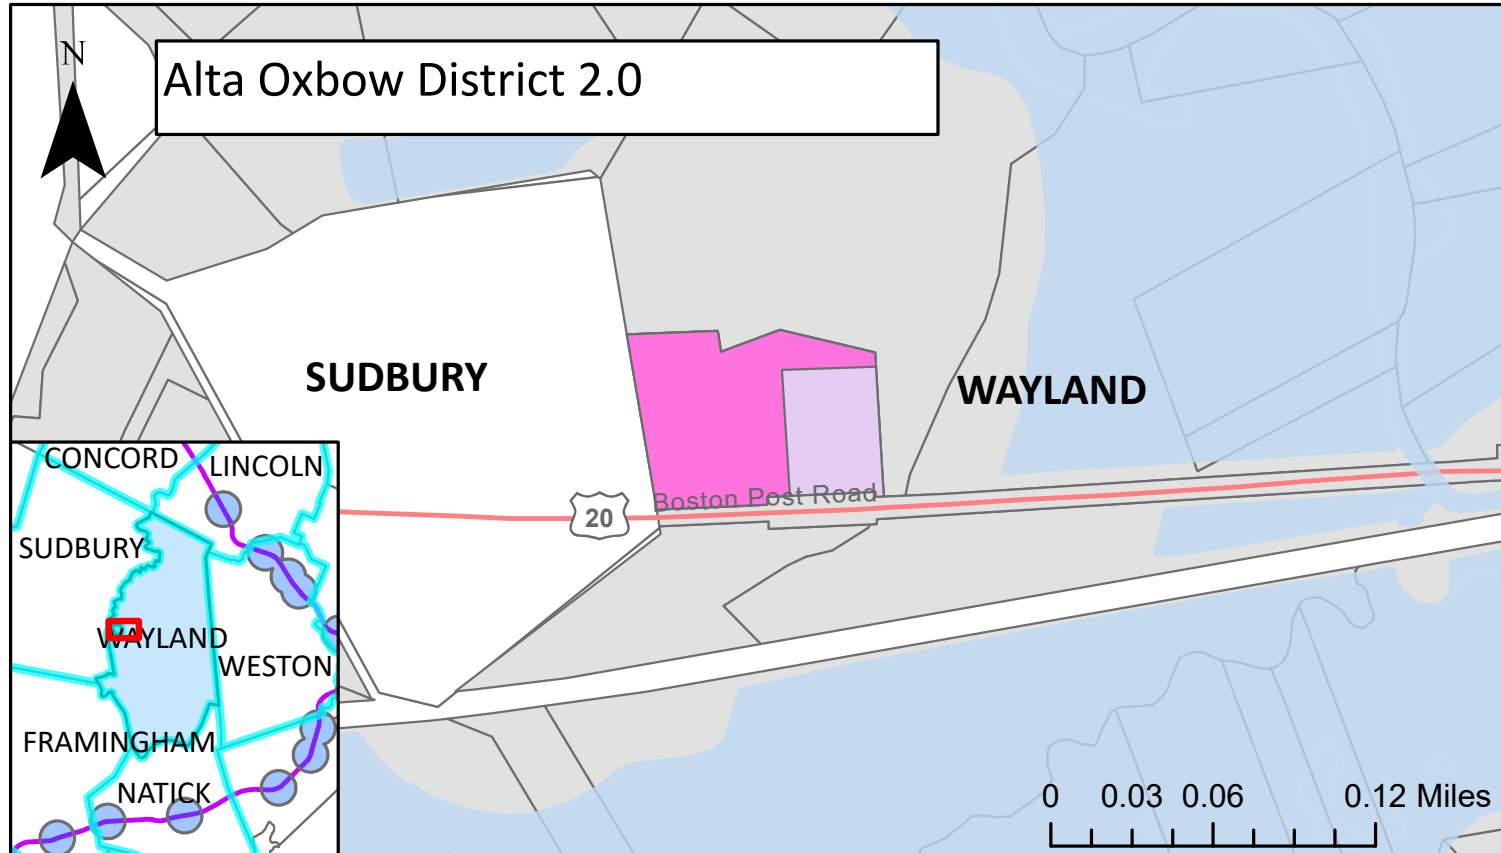 N
Alta Oxbow District 2.0
SUDBURY
WAYLAND
Boston Post Road
20
CONCORD
LINCOLN
SUDBURY
WAYLAND
WESTON
FRAMINGHAM
NATICK
0 0.03 0.06 0.12 Miles